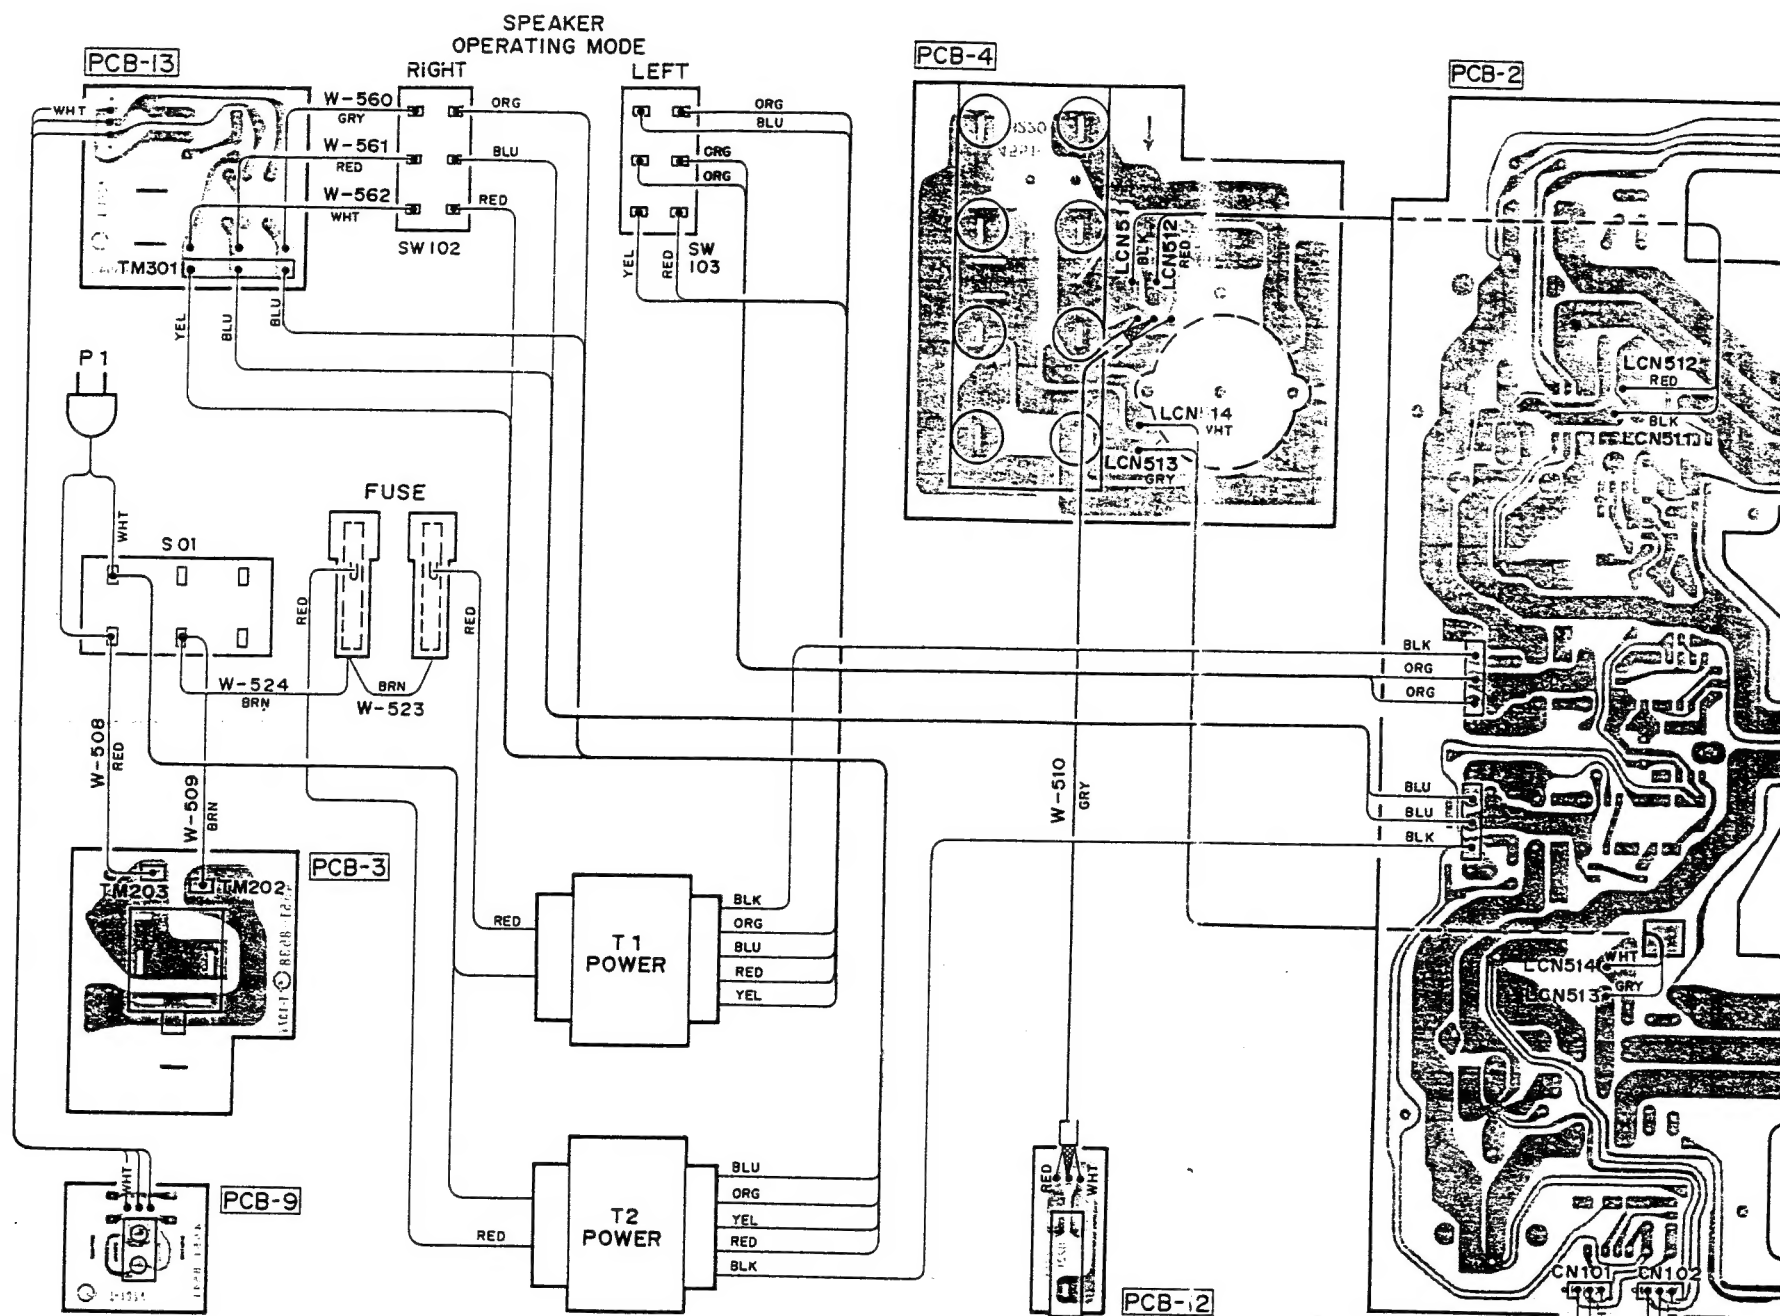 SPEAKER
OPERATING MODE
RIGHT
LEFT
PCB-13
WHT
W-560
GRY
W-561
RED
W-562
WHT
ORG
BLU
RED
SW102
TM301
YEL
BLU
BLU
ORG
BLU
ORG
ORG
YEL
RED
SW
103
PCB-4
LCN51
BLK
LCN512
RED
WHT
LCN513
GRY
PCB-2
LCN512
RED
BLK
LCN511
P1
WHT
S01
FUSE
RED
RED
W-524
BRN
BRN
W-523
W-508
RED
W-509
BRN
PCB-3
TM203
TM202
BLK
ORG
ORG
BLU
BLU
BLK
W-510
GRY
RED
T1
POWER
BLK
ORG
BLU
RED
YEL
WHT
LCN514
GRY
LCN513
RED
T2
POWER
BLU
ORG
YEL
RED
BLK
WHT
PCB-9
RED
WHT
PCB-12
CN101
CN102